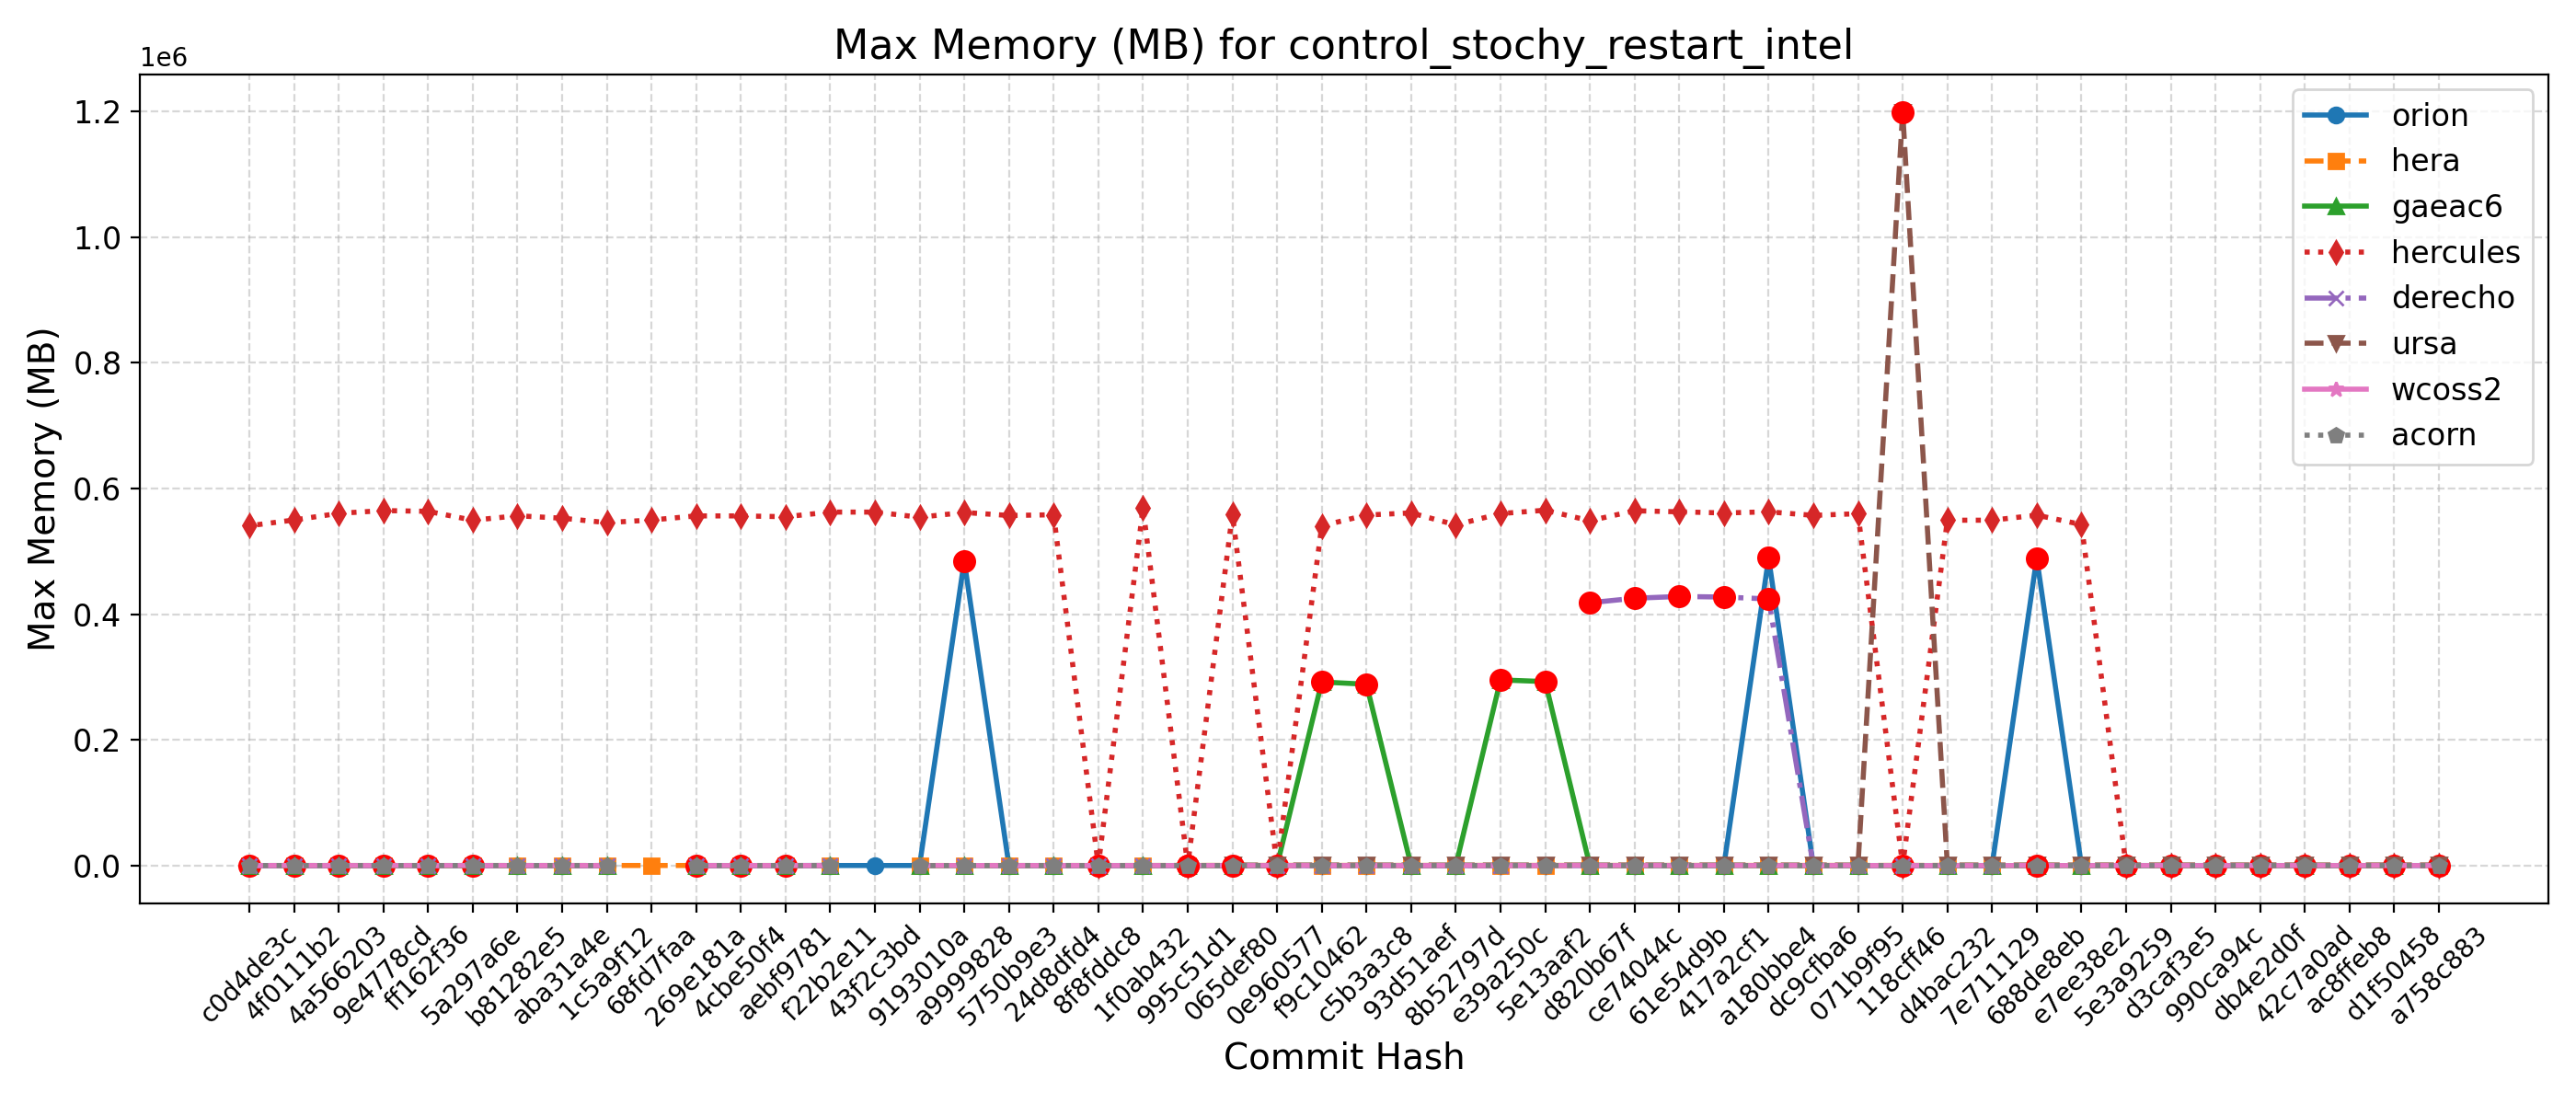 Max Memory (MB) for control_stochy_restart_intel
1e6
1.2
1.0
0.8
0.6
0.4
0.2
0.0
Max Memory (MB)
orion
hera
gaeac6
hercules
derecho
ursa
wcoss2
acorn
c0d4de3c
4f0111b2
4a566203
9e4778cd
ff162f36
5a297a6e
b81282e5
aba31a4e
1c5a9f12
68fd7faa
269e181a
4cbe50f4
aebf9781
f22b2e11
43f2c3bd
9193010a
a9999828
5750b9e3
24d8dfd4
8f8fddc8
1f0ab432
995c51d1
065def80
0e960577
f9c10462
c5b3a3c8
93d51aef
8b52797d
e39a250c
5e13aaf2
d820b67f
ce74044c
61e54d9b
417a2cf1
a180bbe4
dc9cfba6
071b9f95
118cff46
d4bac232
7e711129
688de8eb
e7ee38e2
5e3a9259
d3caf3e5
990ca94c
db4e2d0f
42c7a0ad
ac8ffeb8
d1f50458
a758c883
Commit Hash